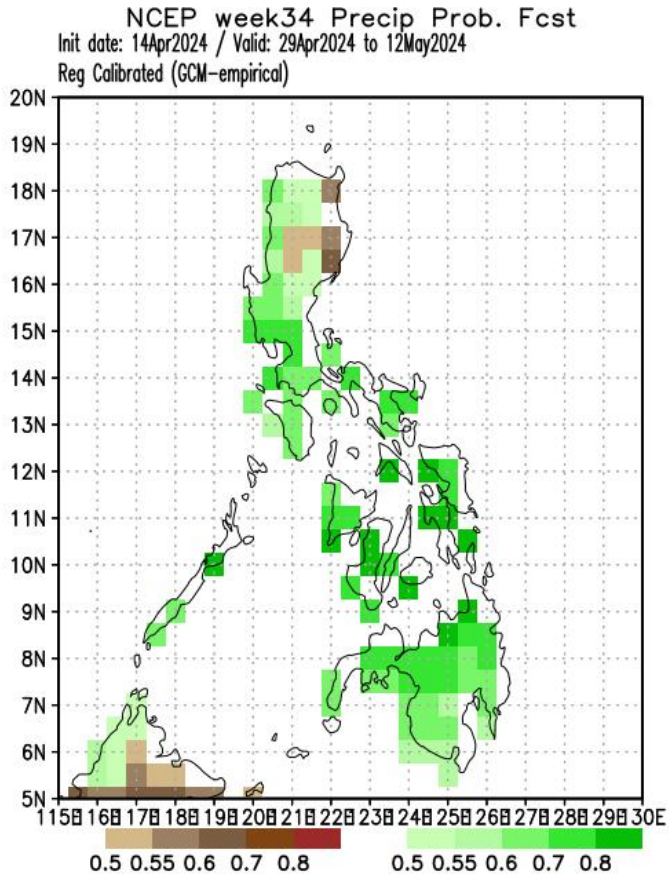 NCEP week34 Precip Prob. Fcst
Init date: 14Apr2024 / Valid: 29Apr2024 to 12May2024
Reg Calibrated (GCM-empirical)
20N
19N
18N
17N
16N
15N
14N
13N
12N
11N
10N
9N
8N
7N
6N
5N
115E 116E 117E 118E 119E 120E 121E 122E 123E 124E 125E 126E 127E 128E 129E 130E
0.5 0.55 0.6 0.7 0.8 0.5 0.55 0.6 0.7 0.8